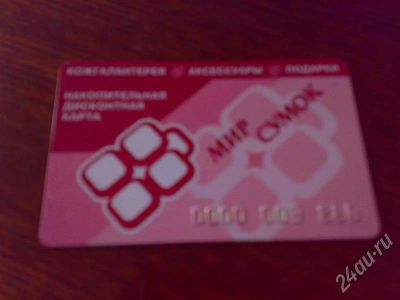 КОЖГАЛАНТЕРЕЯ АКСЕССУАРЫ ПОДАРКИ
НАКОПИТЕЛЬНАЯ
ДИСКОНТНАЯ
КАРТА
МИР
СУМОК
24au.ru